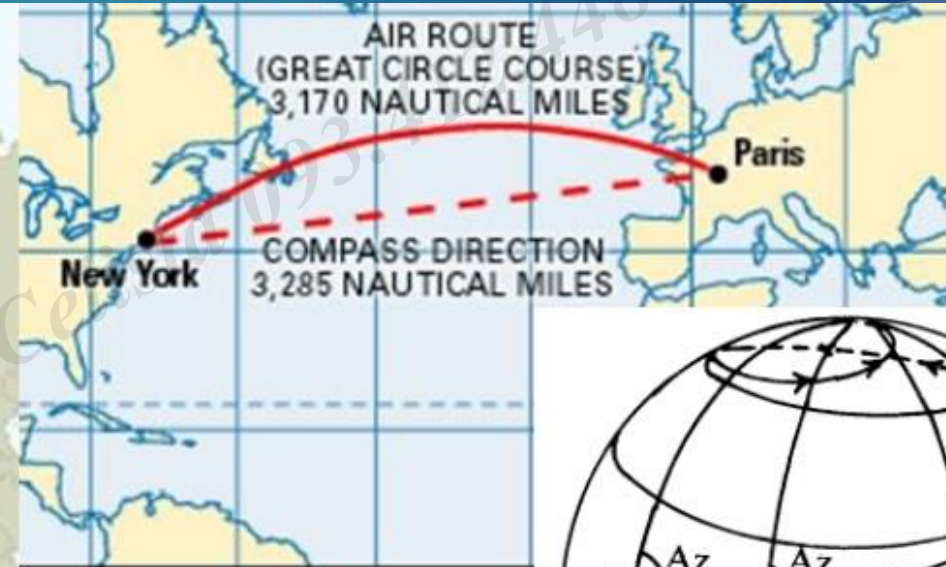 AIR ROUTE
(GREAT CIRCLE COURSE)
3,170 NAUTICAL MILES
Paris
COMPASS DIRECTION
New York
3,285 NAUTICAL MILES
Az
Az